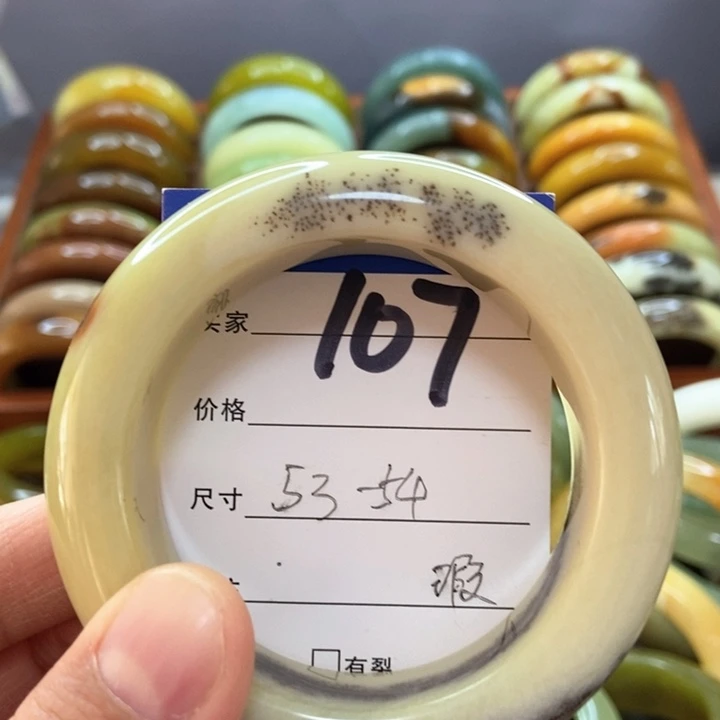 家 107
价格
尺寸 53-54
瑕
有裂